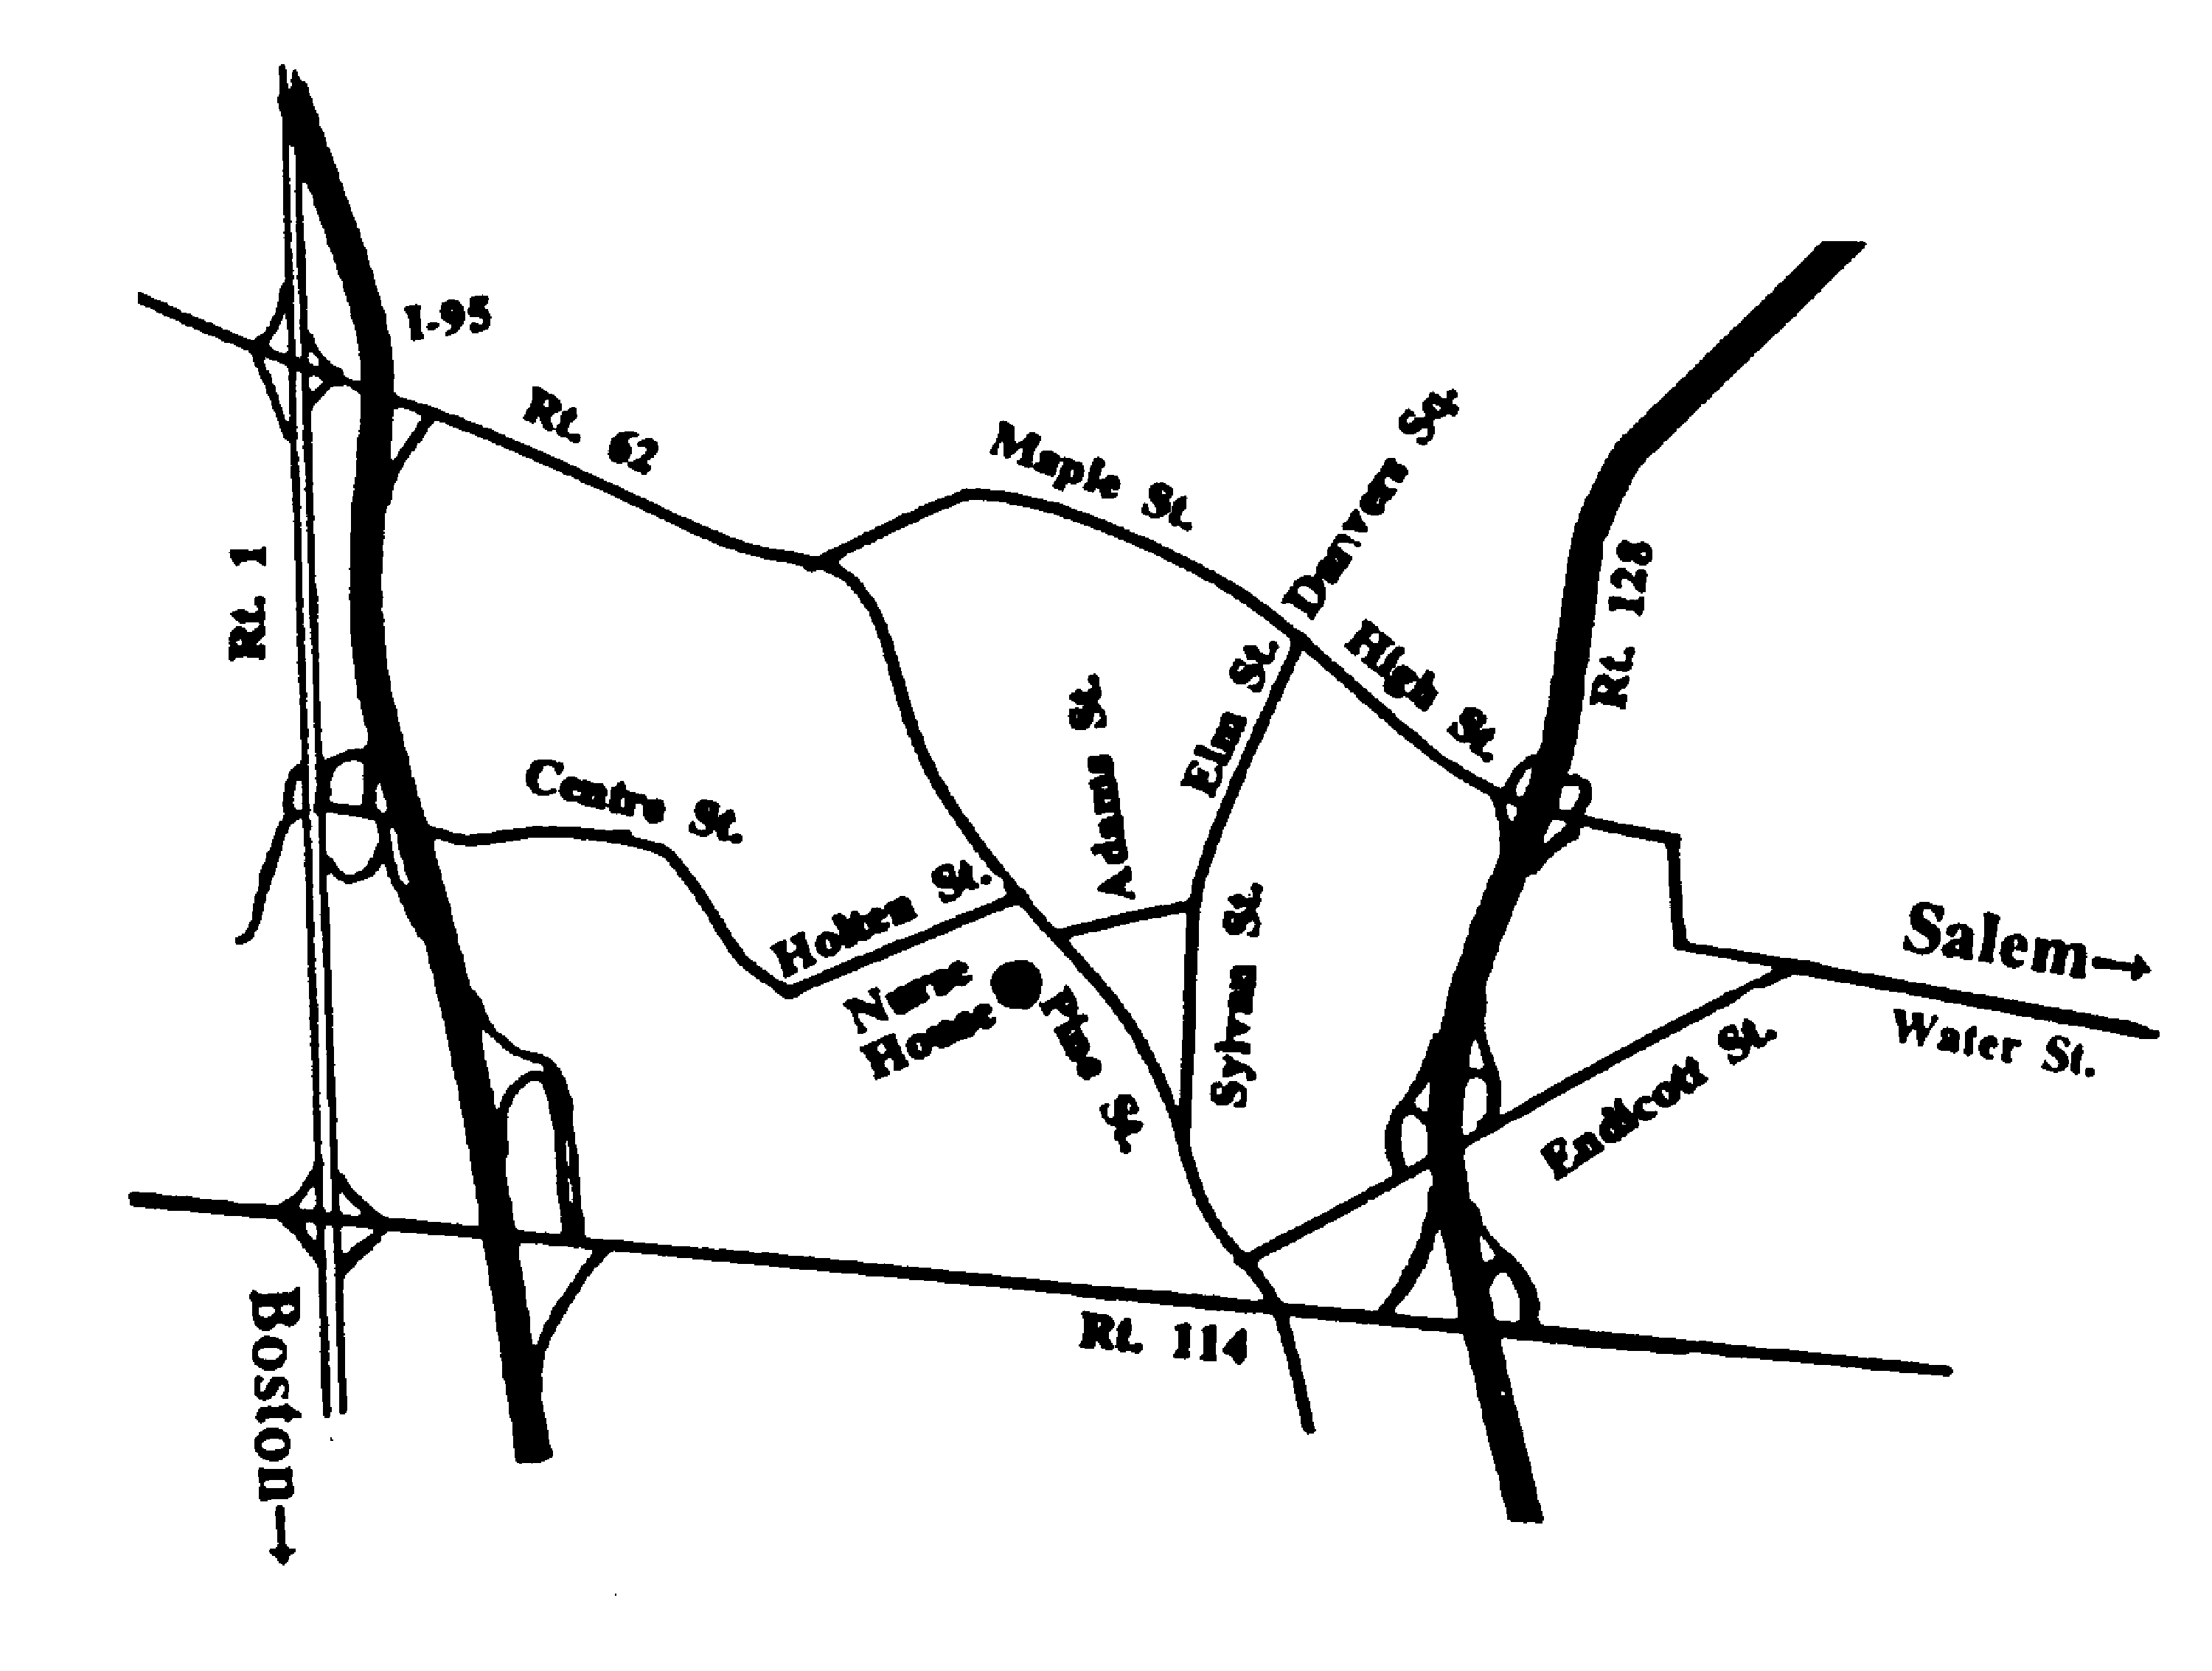 I-95
Rt. 62
Maple St.
Danvers Sq.
Rt. 1
Rt. 128
High St.
Elm St.
Adams St.
Centre St.
Holten St.
Sylvan St.
Salem→
Nurse
House
Pine St.
Water St.
Endicott St.
Boston→
Rt. 114